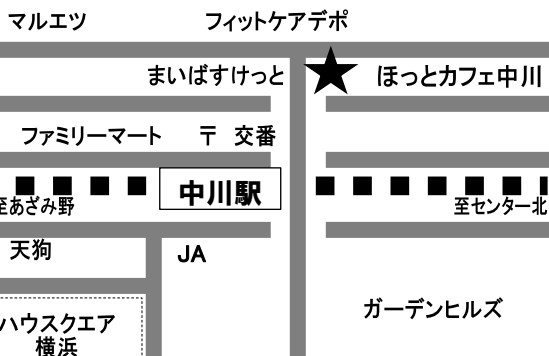 マルエツ
フィットケアデポ
まいばすけっと
ほっとカフェ中川
ファミリーマート
〒 交番
中川駅
至あざみ野
至センター北
天狗
JA
ガーデンヒルズ
ハウスクエア
横浜